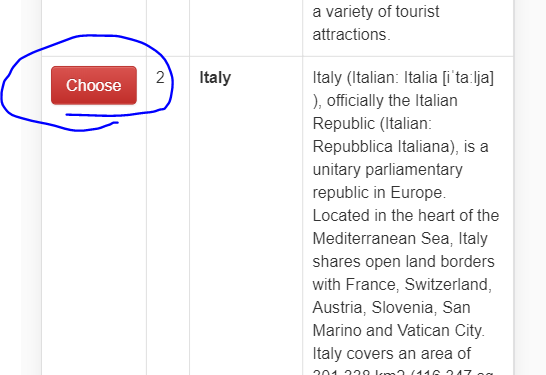 a variety of tourist
attractions.
Choose
2
Italy
Italy (Italian: Italia [iˈtaːlja]
), officially the Italian
Republic (Italian:
Repubblica Italiana), is a
unitary parliamentary
republic in Europe.
Located in the heart of the
Mediterranean Sea, Italy
shares open land borders
with France, Switzerland,
Austria, Slovenia, San
Marino and Vatican City.
Italy covers an area of